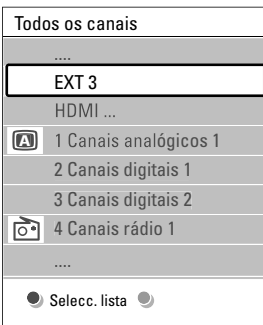 Todos os canais
....
EXT 3
HDMI ...
A 1 Canais analógicos 1
2 Canais digitais 1
3 Canais digitais 2
4 Canais rádio 1
....
Selecc. lista